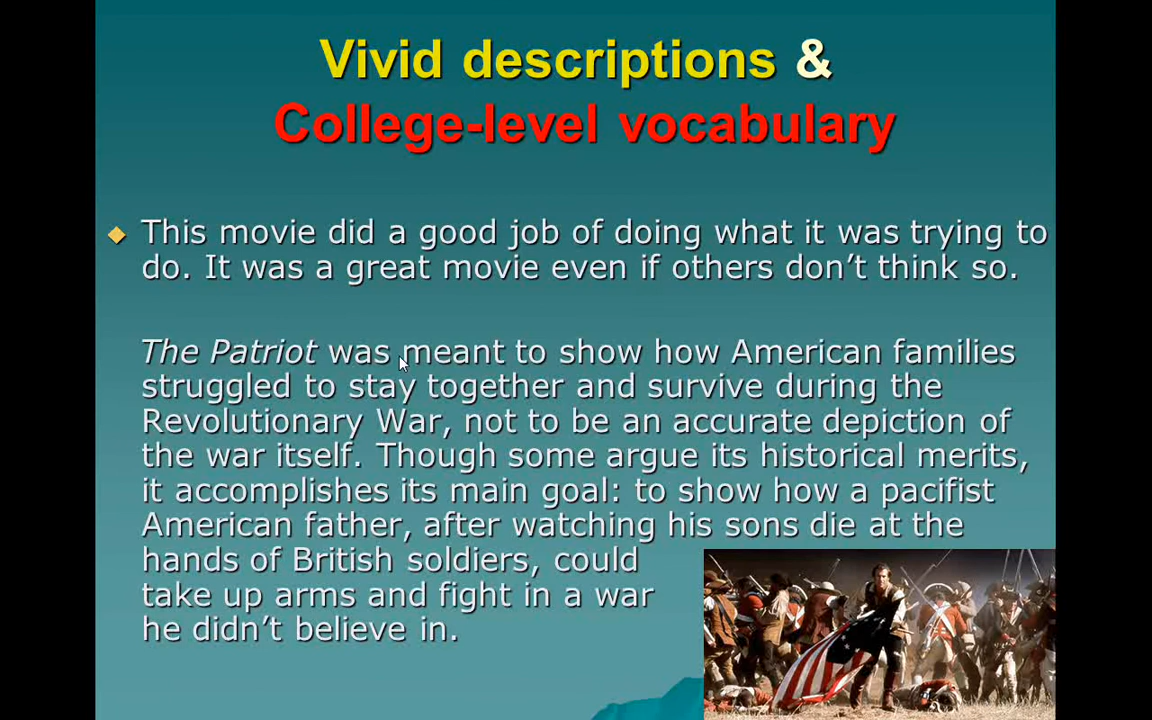 Vivid descriptions &
College-level vocabulary
This movie did a good job of doing what it was trying to
do. It was a great movie even if others don't think so.
The Patriot was meant to show how American families
struggled to stay together and survive during the
Revolutionary War, not to be an accurate depiction of
the war itself. Though some argue its historical merits,
it accomplishes its main goal: to show how a pacifist
American father, after watching his sons die at the
hands of British soldiers, could
take up arms and fight in a war
he didn't believe in.